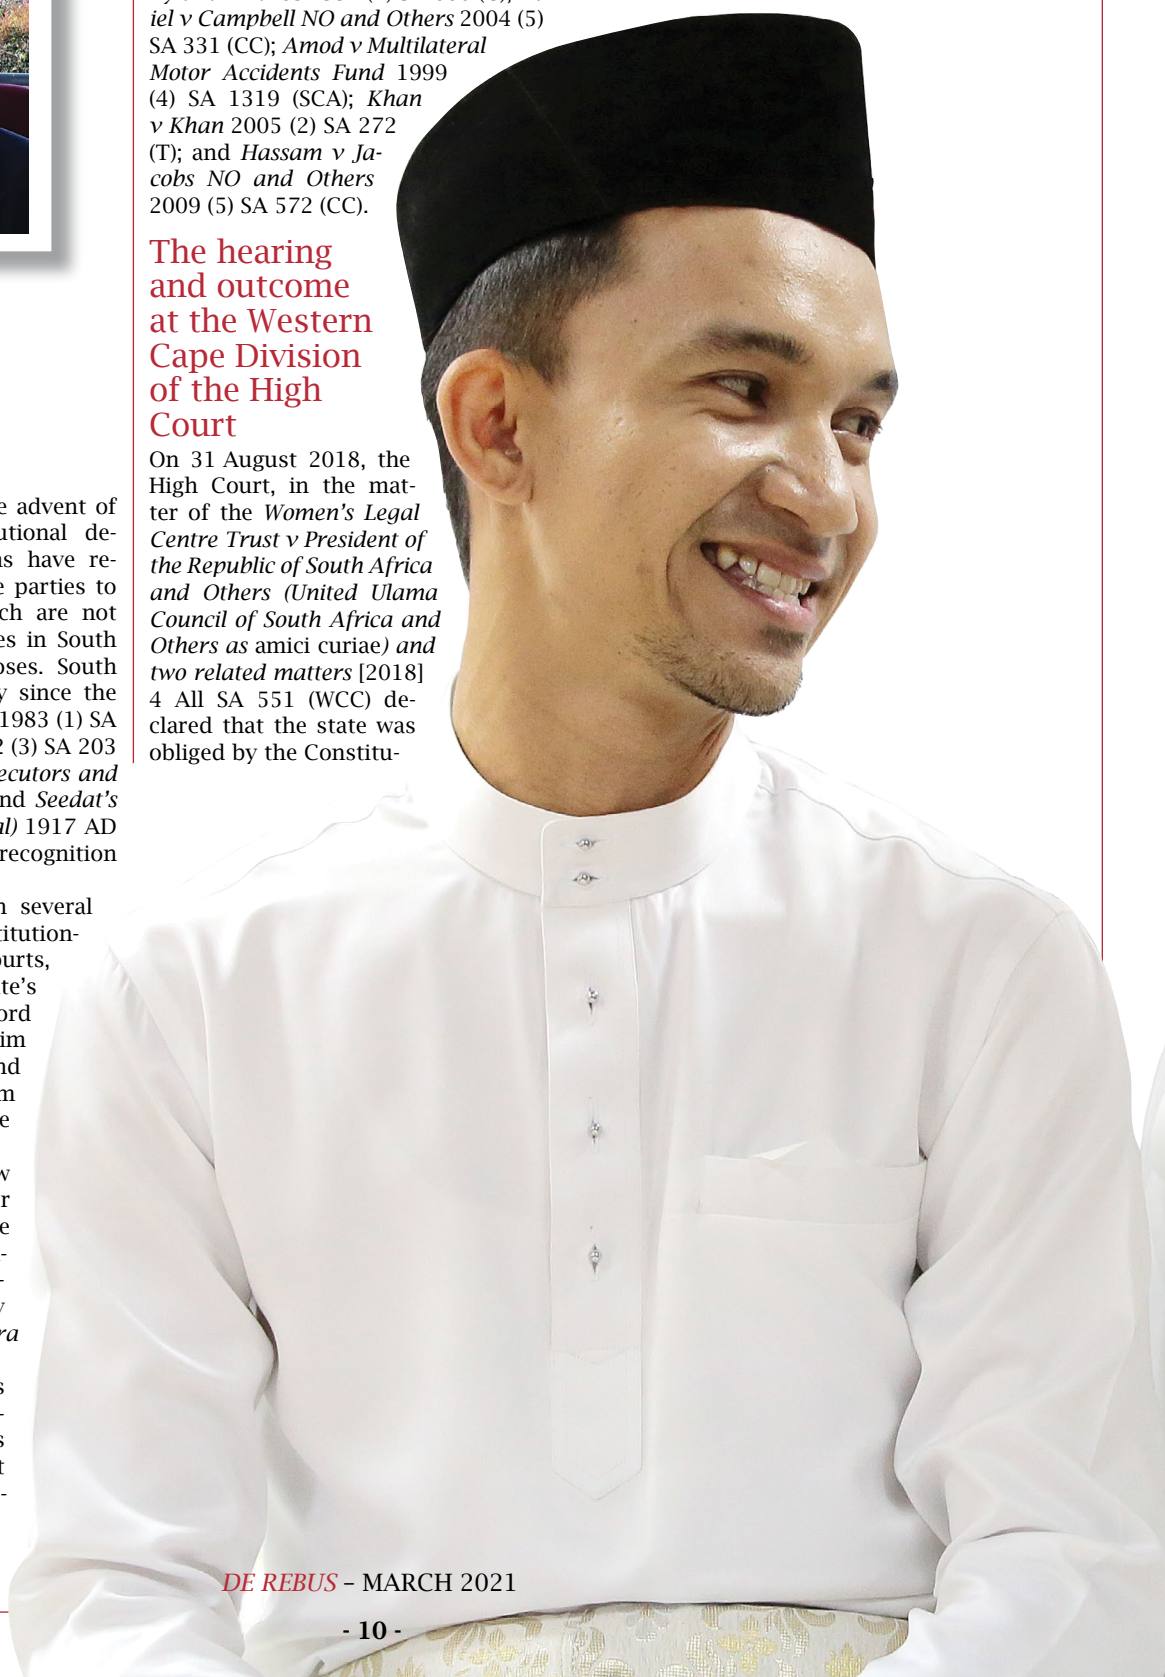 e advent of
utional de-
ns have re-
e parties to
ch are not
es in South
oses. South
y since the
1983 (1) SA
2 (3) SA 203
ecutors and
nd Seedat's
al) 1917 AD
recognition
n several
titution-
ourts,
te's
ord
im
nd
m
e
w
r
e
-
-
y
ra
s
-
s
t
-
iel v Campbell NO and Others 2004 (5)
SA 331 (CC); Amod v Multilateral
Motor Accidents Fund 1999
(4) SA 1319 (SCA); Khan
v Khan 2005 (2) SA 272
(T); and Hassam v Ja-
cobs NO and Others
2009 (5) SA 572 (CC).
The hearing
and outcome
at the Western
Cape Division
of the High
Court
On 31 August 2018, the
High Court, in the mat-
ter of the Women's Legal
Centre Trust v President of
the Republic of South Africa
and Others (United Ulama
Council of South Africa and
Others as amici curiae) and
two related matters [2018]
4 All SA 551 (WCC) de-
clared that the state was
obliged by the Constitu-
DE REBUS – MARCH 2021
- 10 -